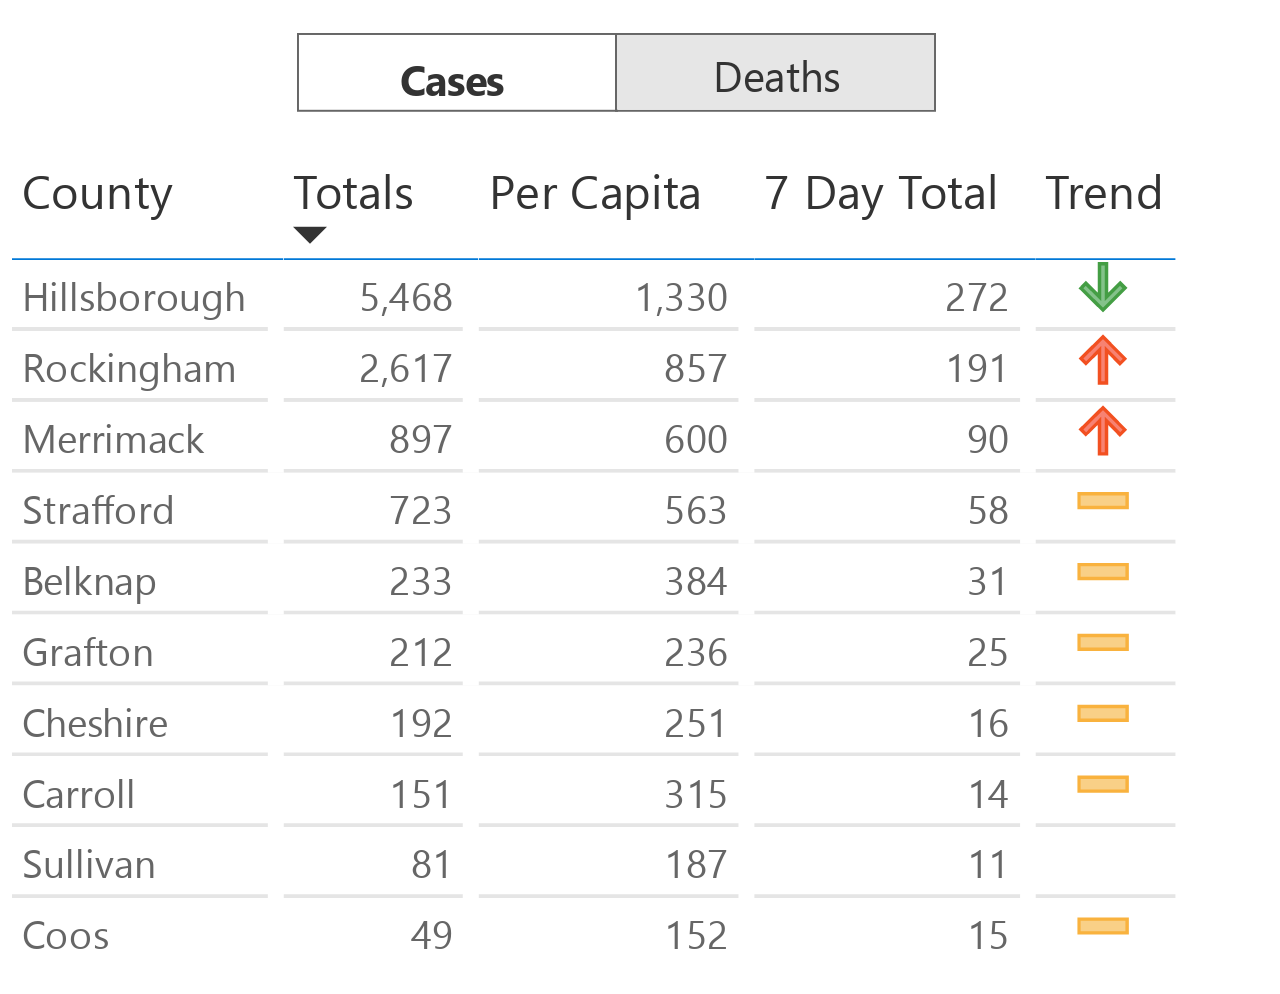 Cases Deaths
County Totals Per Capita 7 Day Total Trend
Hillsborough 5,468 1,330 272
Rockingham 2,617 857 191
Merrimack 897 600 90
Strafford 723 563 58
Belknap 233 384 31
Grafton 212 236 25
Cheshire 192 251 16
Carroll 151 315 14
Sullivan 81 187 11
Coos 49 152 15